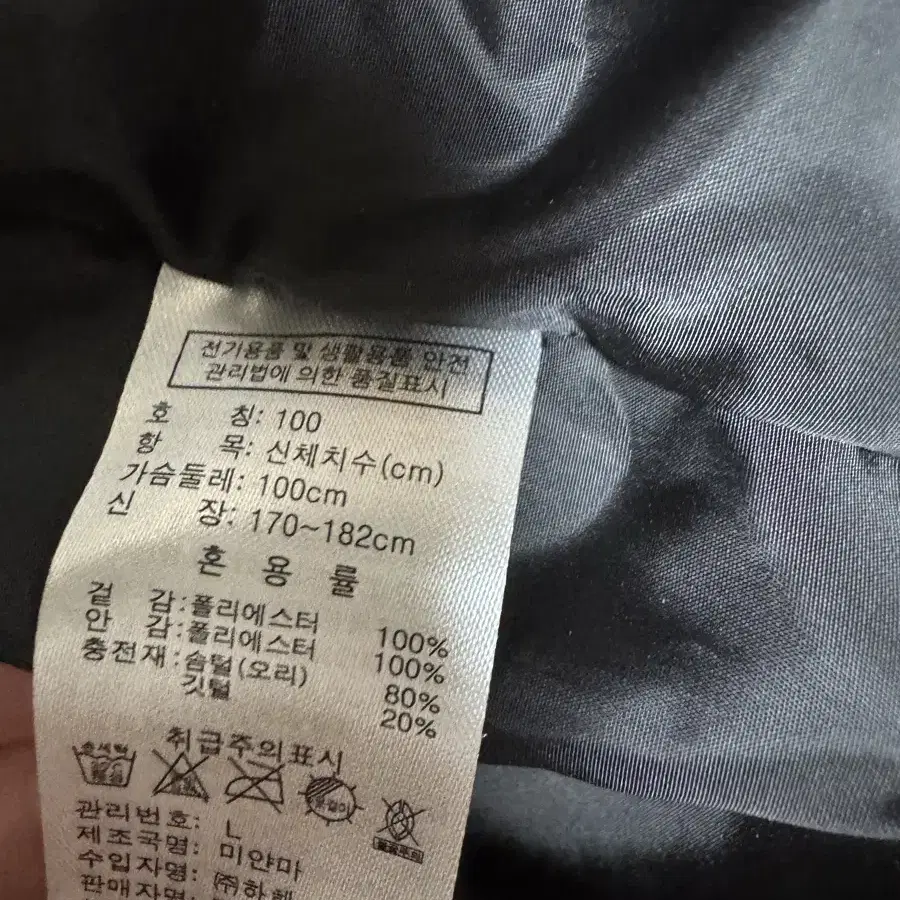 전기용품 및 생활용품 안전
관리법에 의한 품질표시
호 칭: 100
항 목: 신체치수(cm)
가슴둘레: 100cm
신 장: 170~182cm
혼 용 률
겉 감: 폴리에스터 100%
안 감: 폴리에스터 100%
충전재: 솜털(오리) 80%
깃털 20%
취급주의표시
관리번호: L
제조국명: 미얀마
수입자명: ㈜하
판매자명: